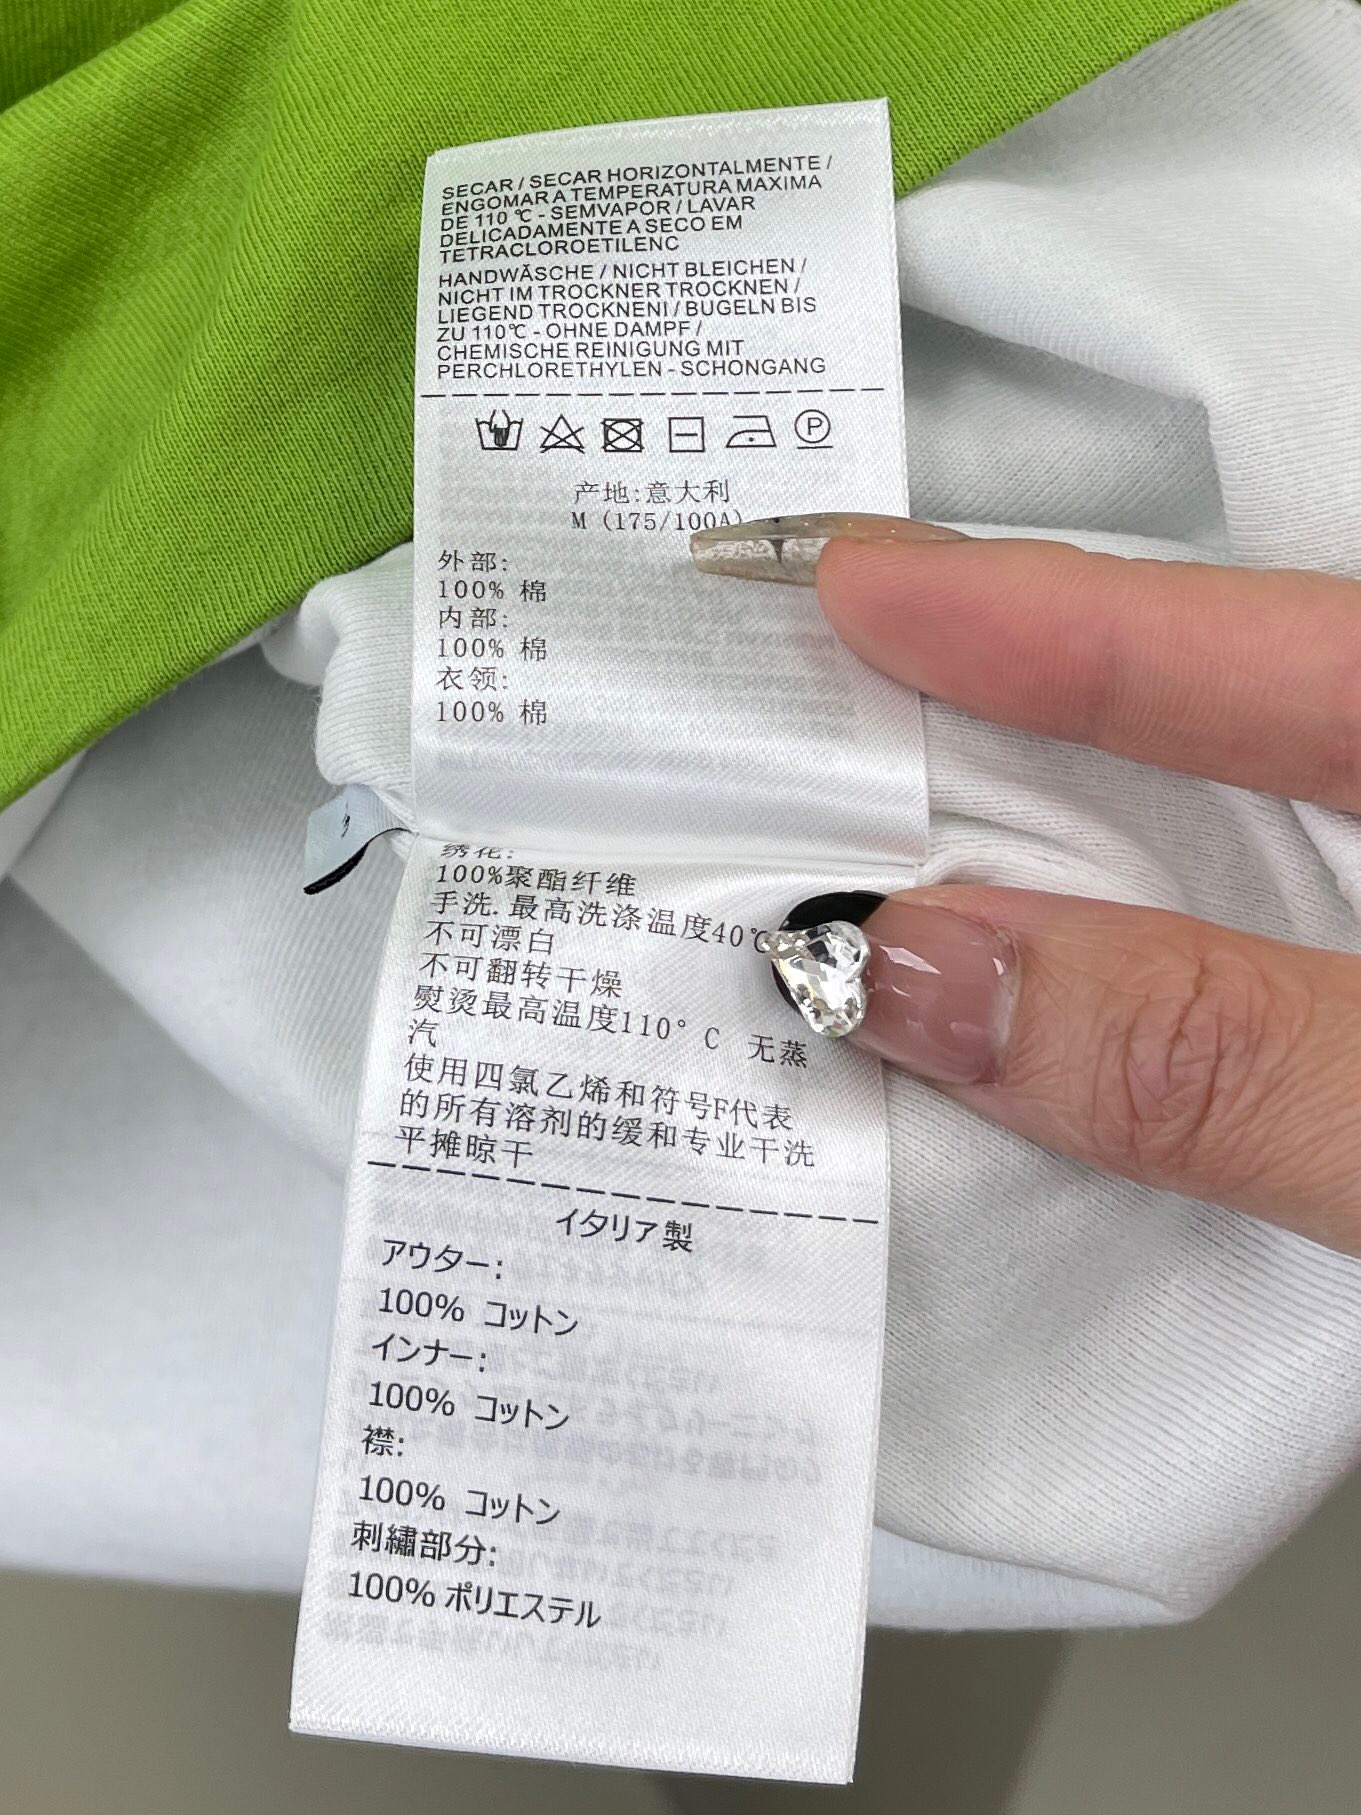 SECAR / SECAR HORIZONTALMENTE /
ENGOMAR A TEMPERATURA MAXIMA
DE 110 ℃ - SEMVAPOR / LAVAR
DELICADAMENTE A SECO EM
TETRACLOROETILENC
HANDWĂSCHE / NICHT BLEICHEN /
NICHT IM TROCKNER TROCKNEN /
LIEGEND TROCKNENI / BUGELN BIS
ZU 110℃ - OHNE DAMPF /
CHEMISCHE REINIGUNG MIT
PERCHLORETHYLEN - SCHONGANG
P
产地:意大利
M (175/100A)
外部:
100% 棉
内部:
100% 棉
衣领:
100% 棉
绣花:
100%聚酯纤维
手洗.最高洗涤温度40℃
不可漂白
不可翻转干燥
熨烫最高温度110° C 无蒸
汽
使用四氯乙烯和符号F代表
的所有溶剂的缓和专业干洗
平摊晾干
イタリア製
アウター:
100% コットン
インナー:
100% コットン
襟:
100% コットン
刺繡部分:
100% ポリエステル